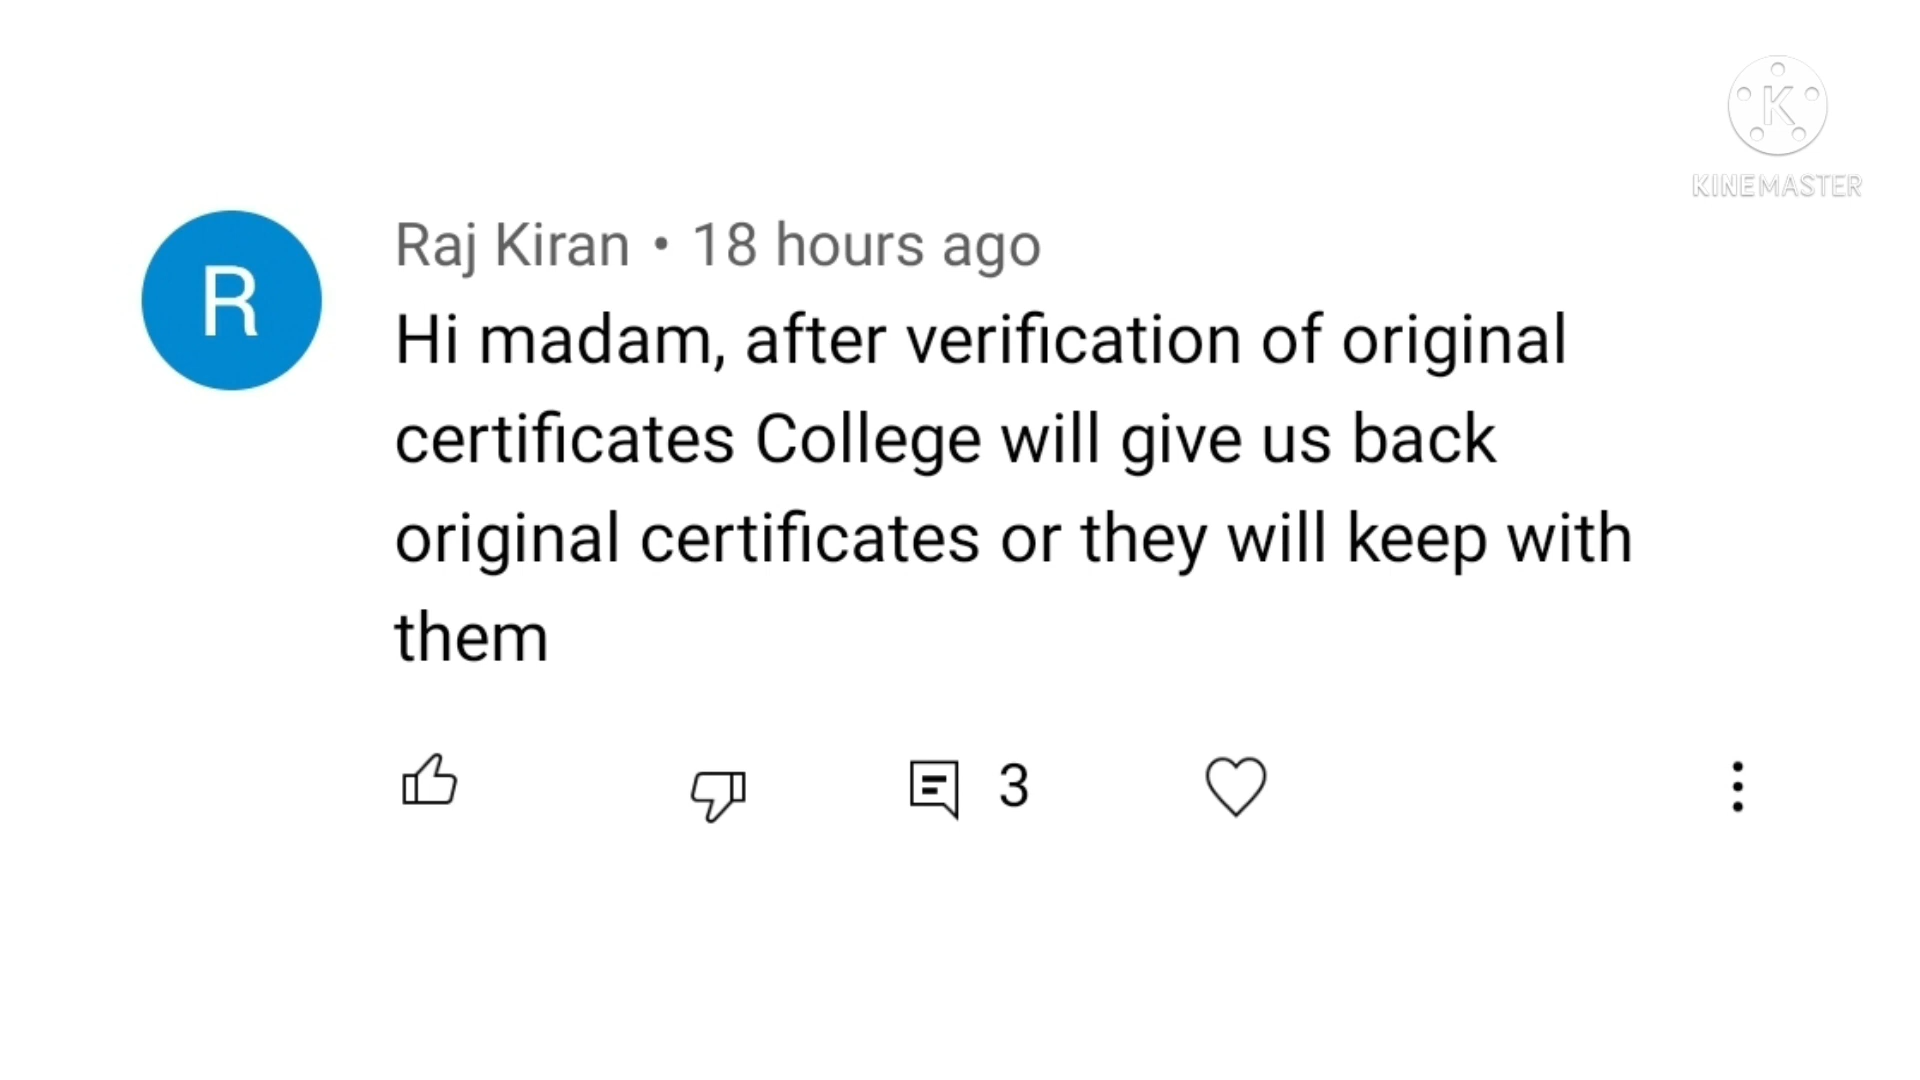 K
KINEMASTER
R
Raj Kiran • 18 hours ago
Hi madam, after verification of original
certificates College will give us back
original certificates or they will keep with
them
3